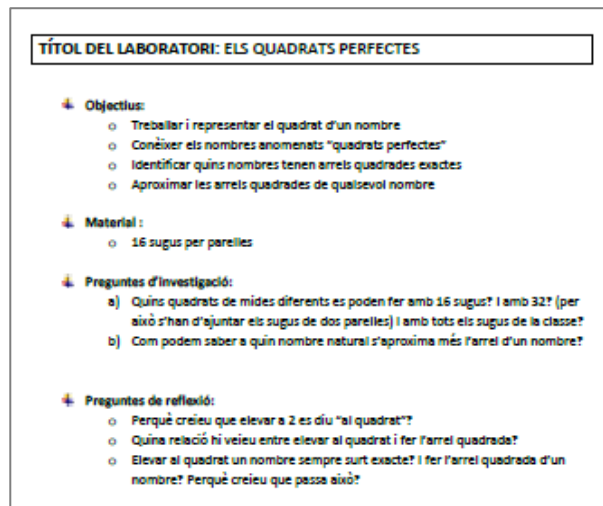 TÍTOL DEL LABORATORI: ELS QUADRATS PERFECTES
Objectius:
o Treballar i representar el quadrat d'un nombre
o Conèixer els nombres anomenats "quadrats perfectes"
o Identificar quins nombres tenen arrels quadrades exactes
o Aproximar les arrels quadrades de qualsevol nombre
Material :
o 16 sugus per parelles
Preguntes d'investigació:
a) Quins quadrats de mides diferents es poden fer amb 16 sugus? I amb 32? (per
això s'han d'ajuntar els sugus de dos parelles) I amb tots els sugus de la classe?
b) Com podem saber a quin nombre natural s'aproxima més l'arrel d'un nombre?
Preguntes de reflexió:
o Perquè creieu que elevar a 2 es diu "al quadrat"?
o Quina relació hi veieu entre elevar al quadrat i fer l'arrel quadrada?
o Elevar al quadrat un nombre sempre surt exacte? I fer l'arrel quadrada d'un
nombre? Perquè creieu que passa això?